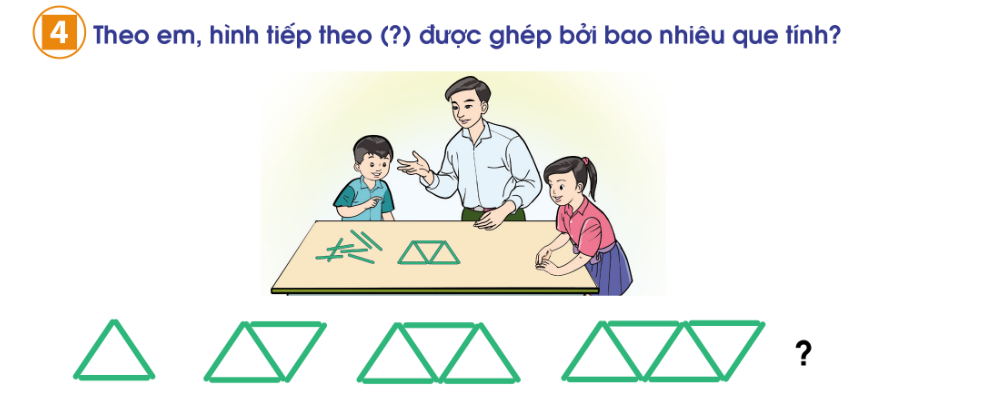 4 Theo em, hình tiếp theo (?) được ghép bởi bao nhiêu que tính?
?